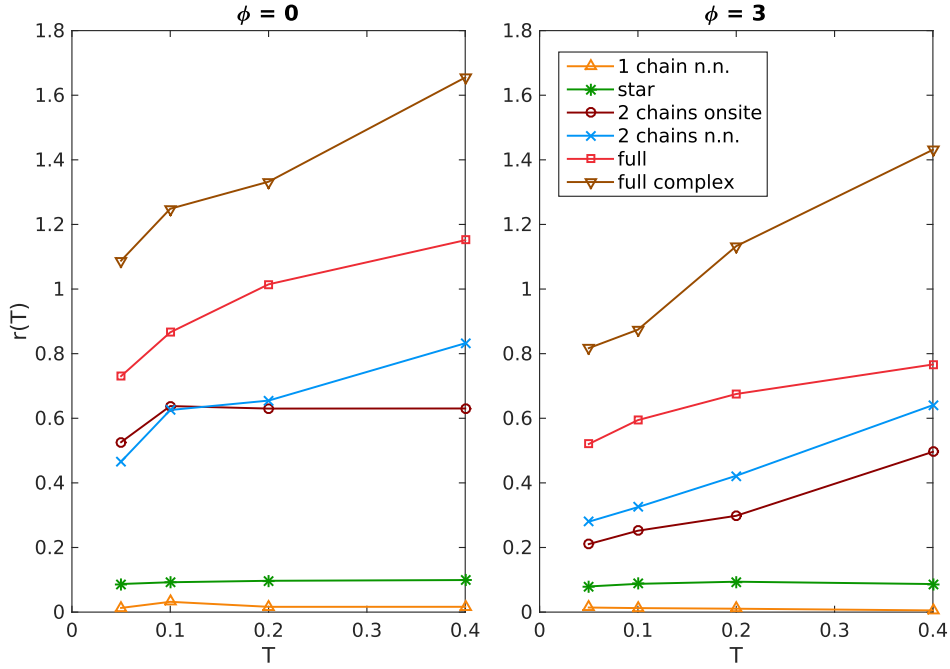 ϕ = 0
1.8
1.6
1.4
1.2
1
0.8
0.6
0.4
0.2
0
r(T)
0 0.1 0.2 0.3 0.4
T
ϕ = 3
1.8
1.6
1.4
1.2
1
0.8
0.6
0.4
0.2
0
1 chain n.n.
star
2 chains onsite
2 chains n.n.
full
full complex
0 0.1 0.2 0.3 0.4
T